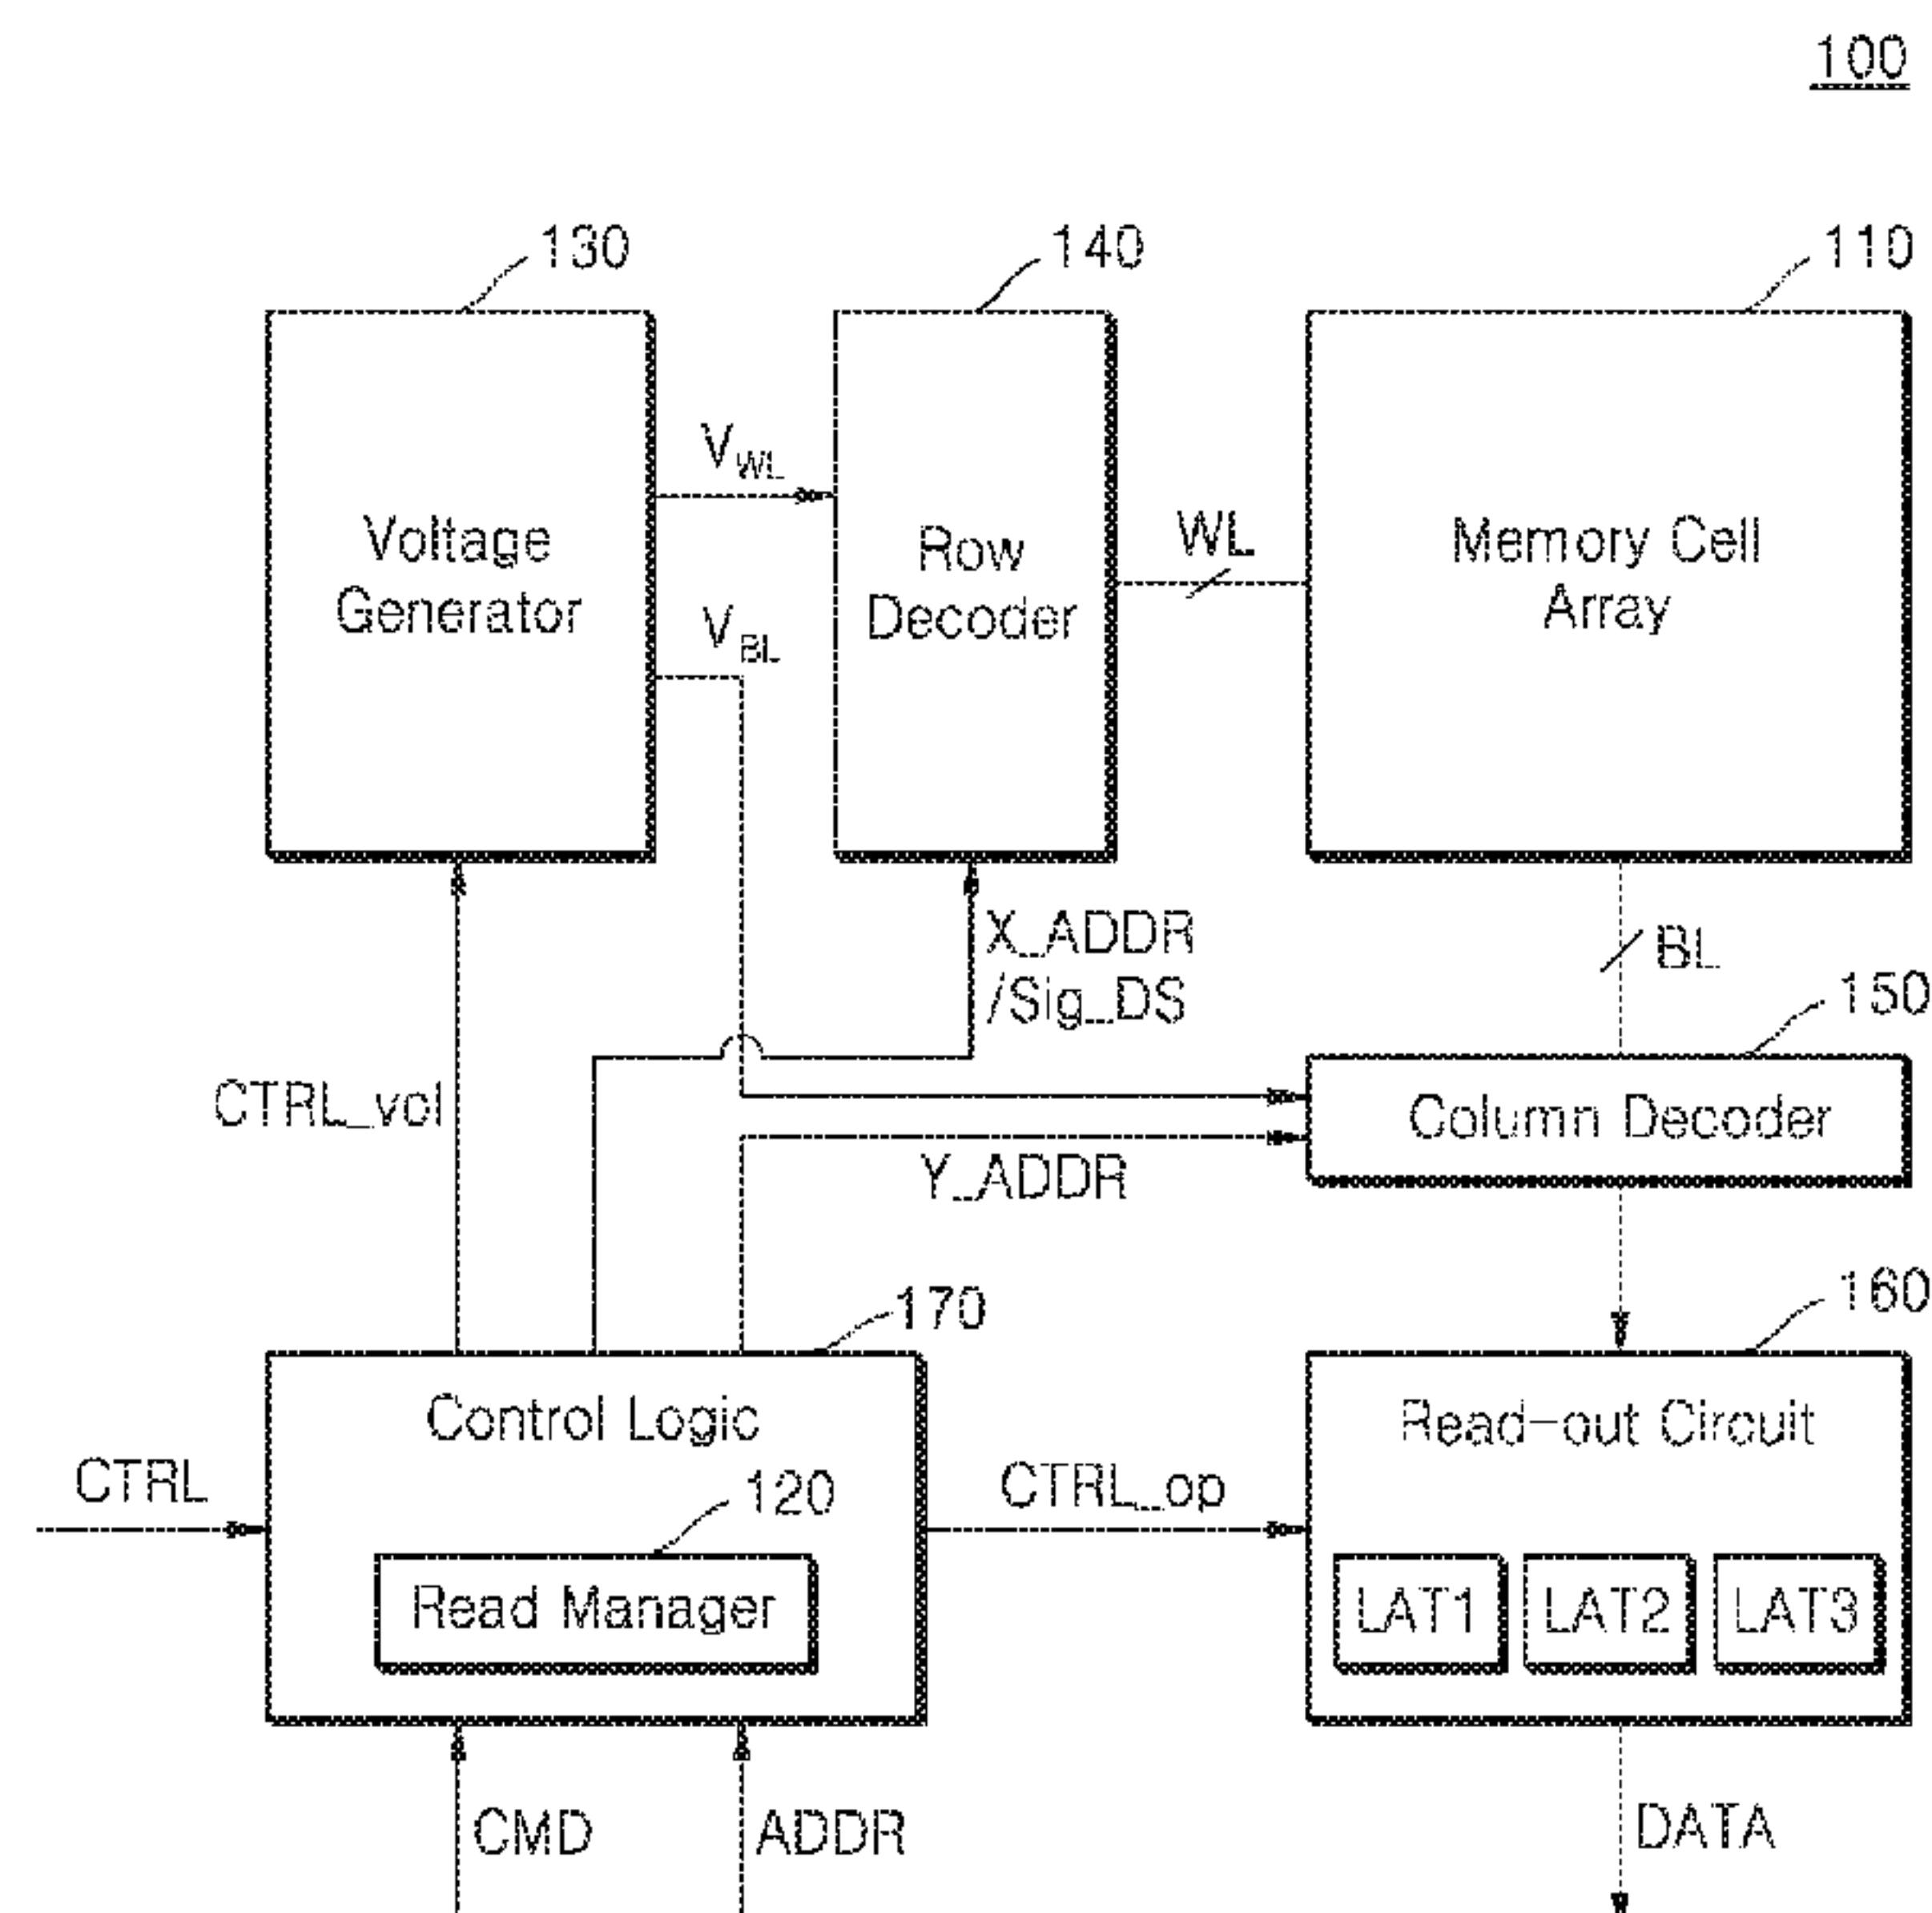 100
130
140
110
Voltage
Generator
V_WL
V_BL
Row
Decoder
WL
Memory Cell
Array
X_ADDR
/Sig_DS
BL
150
CTRL_vol
Column Decoder
Y_ADDR
170
160
Control Logic
Read-out Circuit
CTRL
120
CTRL_op
Read Manager
LAT1
LAT2
LAT3
CMD
ADDR
DATA